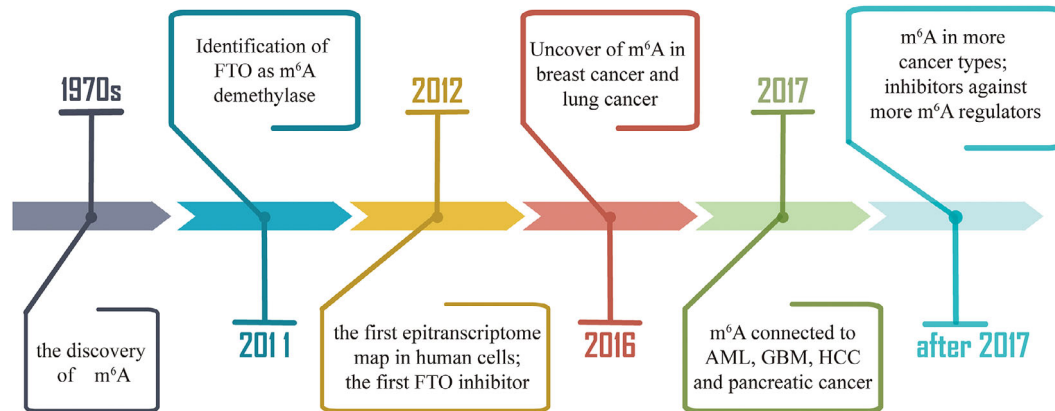 1970s
the discovery
of m⁶A
Identification of
FTO as m⁶A
demethylase
2011
2012
the first epitranscriptome
map in human cells;
the first FTO inhibitor
Uncover of m⁶A in
breast cancer and
lung cancer
2016
2017
m⁶A connected to
AML, GBM, HCC
and pancreatic cancer
m⁶A in more
cancer types;
inhibitors against
more m⁶A regulators
after 2017